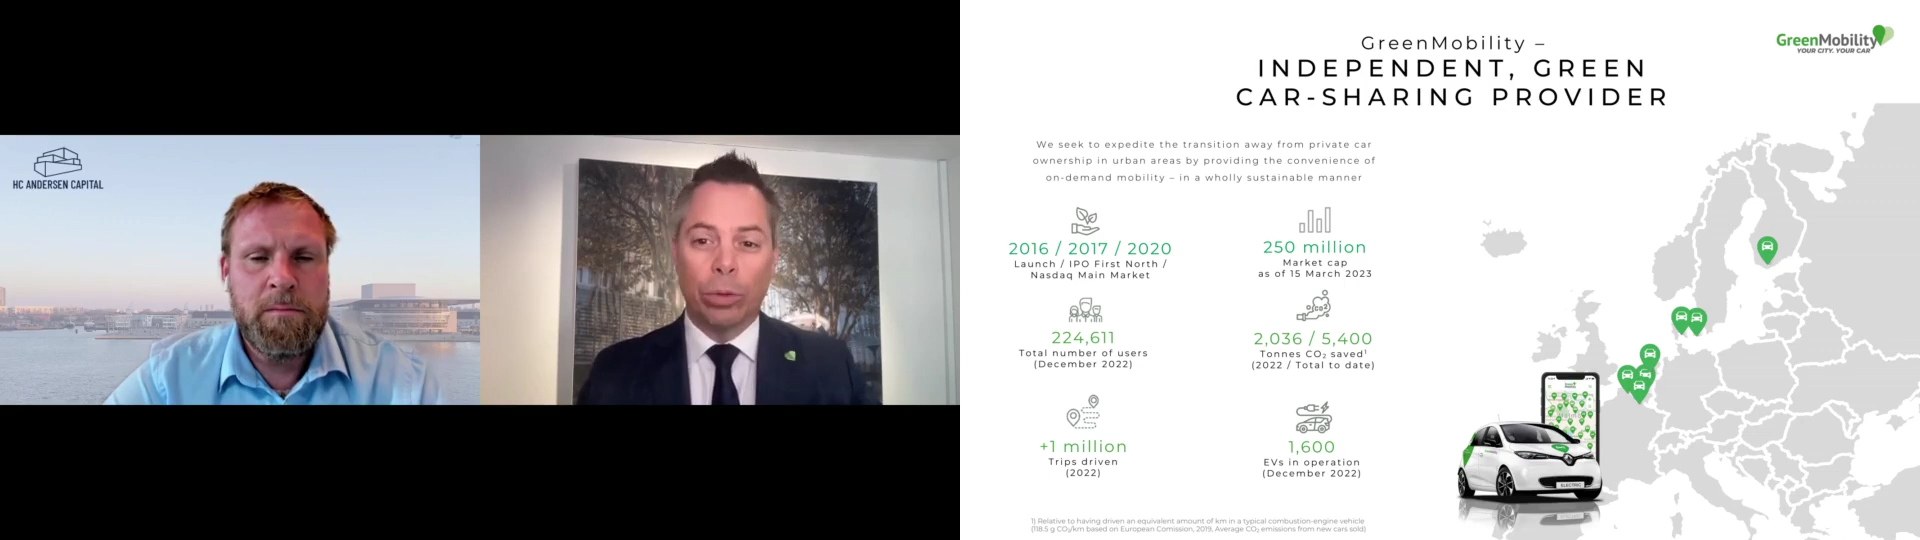 HC ANDERSEN CAPITAL
GreenMobility –
INDEPENDENT, GREEN
CAR-SHARING PROVIDER
GreenMobility
YOUR CITY. YOUR CAR
We seek to expedite the transition away from private car
ownership in urban areas by providing the convenience of
on-demand mobility – in a wholly sustainable manner
2016 / 2017 / 2020
Launch / IPO First North /
Nasdaq Main Market
250 million
Market cap
as of 15 March 2023
224,611
Total number of users
(December 2022)
CO2
2,036 / 5,400
Tonnes CO₂ saved¹
(2022 / Total to date)
+1 million
Trips driven
(2022)
1,600
EVs in operation
(December 2022)
ELECTRIC
1) Relative to having driven an equivalent amount of km in a typical combustion-engine vehicle
(118.5 g CO₂/km based on European Comission, 2019, Average CO₂ emissions from new cars sold)